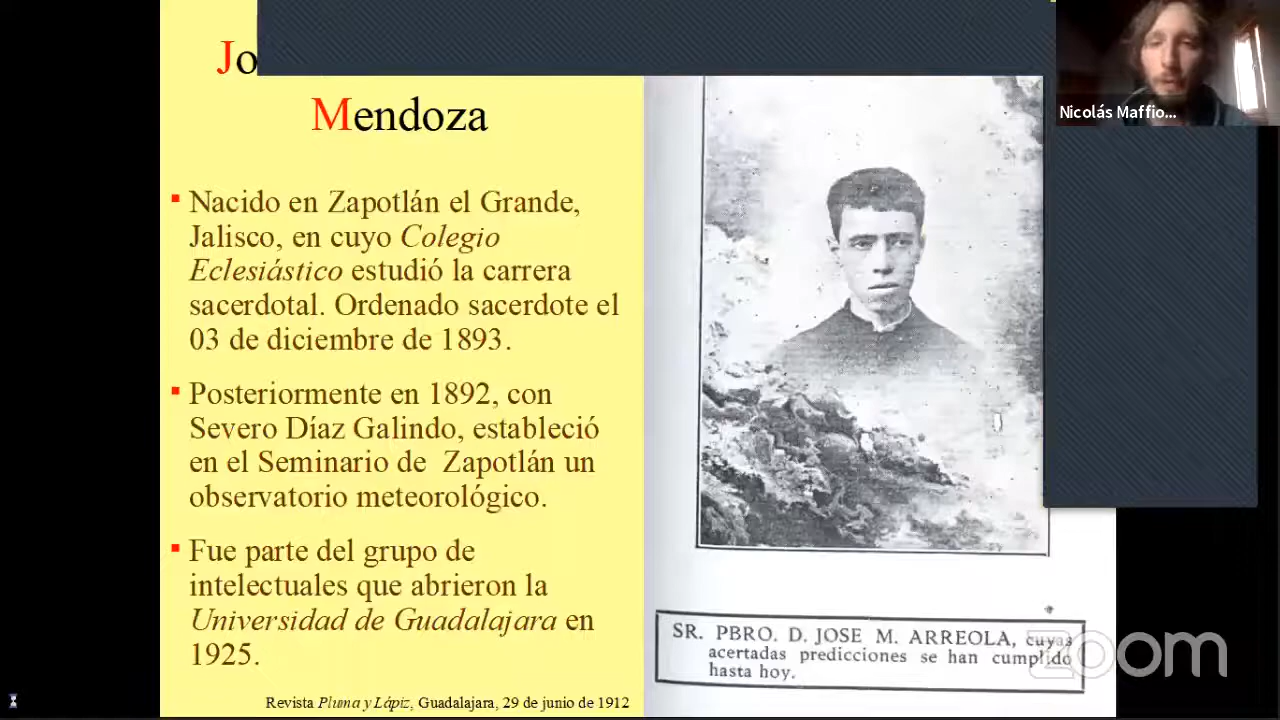 Jo
Mendoza
Nacido en Zapotlán el Grande,
Jalisco, en cuyo Colegio
Eclesiástico estudió la carrera
sacerdotal. Ordenado sacerdote el
03 de diciembre de 1893.
Posteriormente en 1892, con
Severo Díaz Galindo, estableció
en el Seminario de Zapotlán un
observatorio meteorológico.
Fue parte del grupo de
intelectuales que abrieron la
Universidad de Guadalajara en
1925.
Revista Pluma y Lápiz, Guadalajara, 29 de junio de 1912
SR. PBRO. D. JOSE M. ARREOLA, cuyas
acertadas predicciones se han cumplido
hasta hoy.
Nicolás Maffio...
zoom